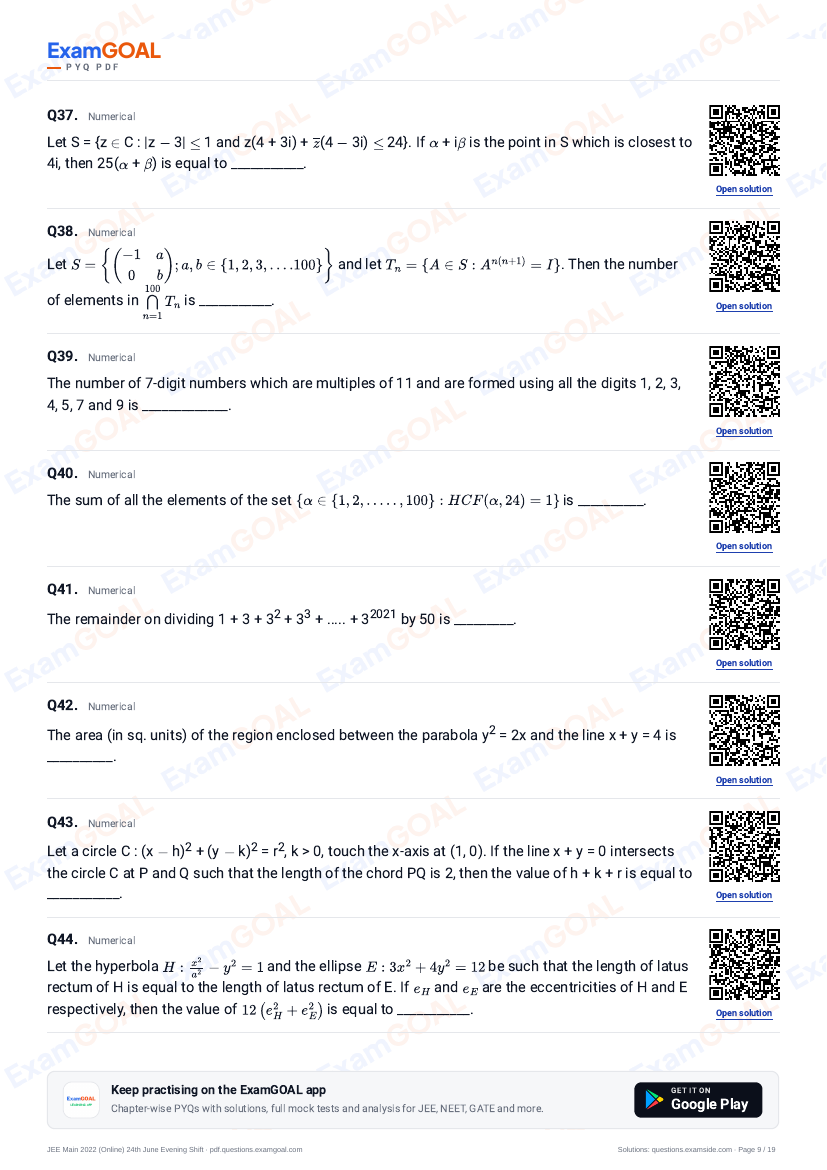 ExamGOAL
PYQ PDF
Q37. Numerical
Let S = {z ∈ C : |z − 3| ≤ 1 and z(4 + 3i) + z̅(4 − 3i) ≤ 24}. If α + iβ is the point in S which is closest to
4i, then 25(α + β) is equal to ___________.
Open solution
Q38. Numerical
Let S = { ( −1 a ; 0 b ) ; a, b ∈ {1, 2, 3, . . . .100} } and let Tₙ = {A ∈ S : Aⁿ⁽ⁿ⁺¹⁾ = I}. Then the number
of elements in ⋂_{n=1}^{100} Tₙ is ___________.
Open solution
Q39. Numerical
The number of 7-digit numbers which are multiples of 11 and are formed using all the digits 1, 2, 3,
4, 5, 7 and 9 is _____________.
Open solution
Q40. Numerical
The sum of all the elements of the set {α ∈ {1, 2, . . . . . , 100} : HCF(α, 24) = 1} is __________.
Open solution
Q41. Numerical
The remainder on dividing 1 + 3 + 3² + 3³ + ..... + 3²⁰²¹ by 50 is _________.
Open solution
Q42. Numerical
The area (in sq. units) of the region enclosed between the parabola y² = 2x and the line x + y = 4 is
__________.
Open solution
Q43. Numerical
Let a circle C : (x − h)² + (y − k)² = r², k > 0, touch the x-axis at (1, 0). If the line x + y = 0 intersects
the circle C at P and Q such that the length of the chord PQ is 2, then the value of h + k + r is equal to
___________.
Open solution
Q44. Numerical
Let the hyperbola H : x²/a² − y² = 1 and the ellipse E : 3x² + 4y² = 12 be such that the length of latus
rectum of H is equal to the length of latus rectum of E. If e_H and e_E are the eccentricities of H and E
respectively, then the value of 12 (e²_H + e²_E) is equal to ___________.
Open solution
ExamGOAL
Keep practising on the ExamGOAL app
Chapter-wise PYQs with solutions, full mock tests and analysis for JEE, NEET, GATE and more.
GET IT ON
Google Play
JEE Main 2022 (Online) 24th June Evening Shift · pdf.questions.examgoal.com
Solutions: questions.examside.com · Page 9 / 19